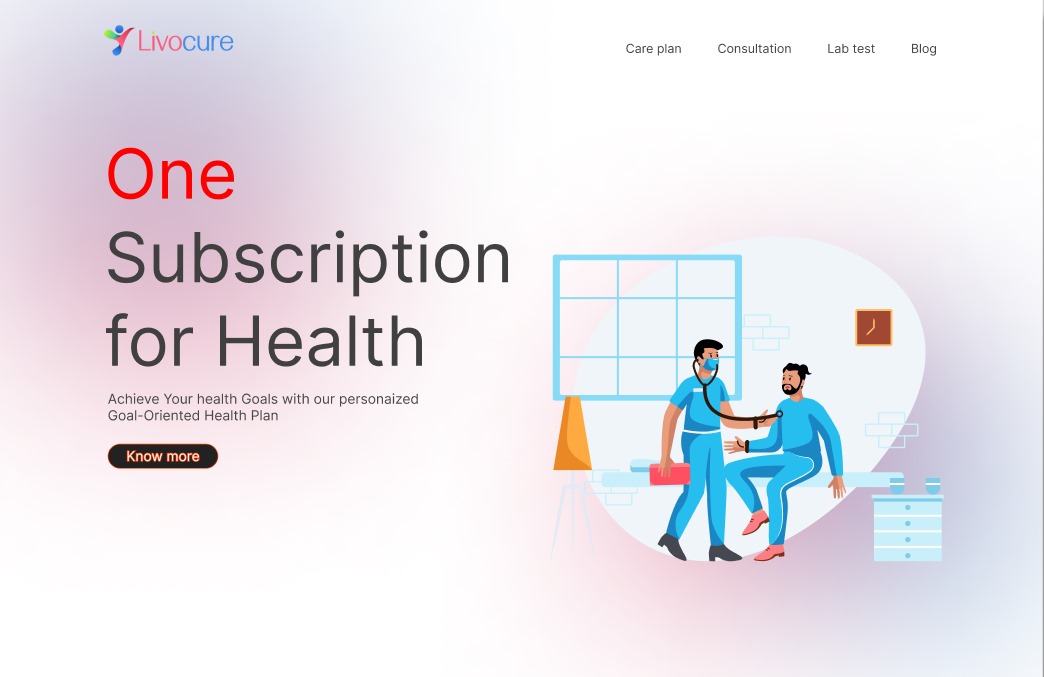 Livocure
Care plan Consultation Lab test Blog
One
Subscription
for Health
Achieve Your health Goals with our personaized
Goal-Oriented Health Plan
Know more